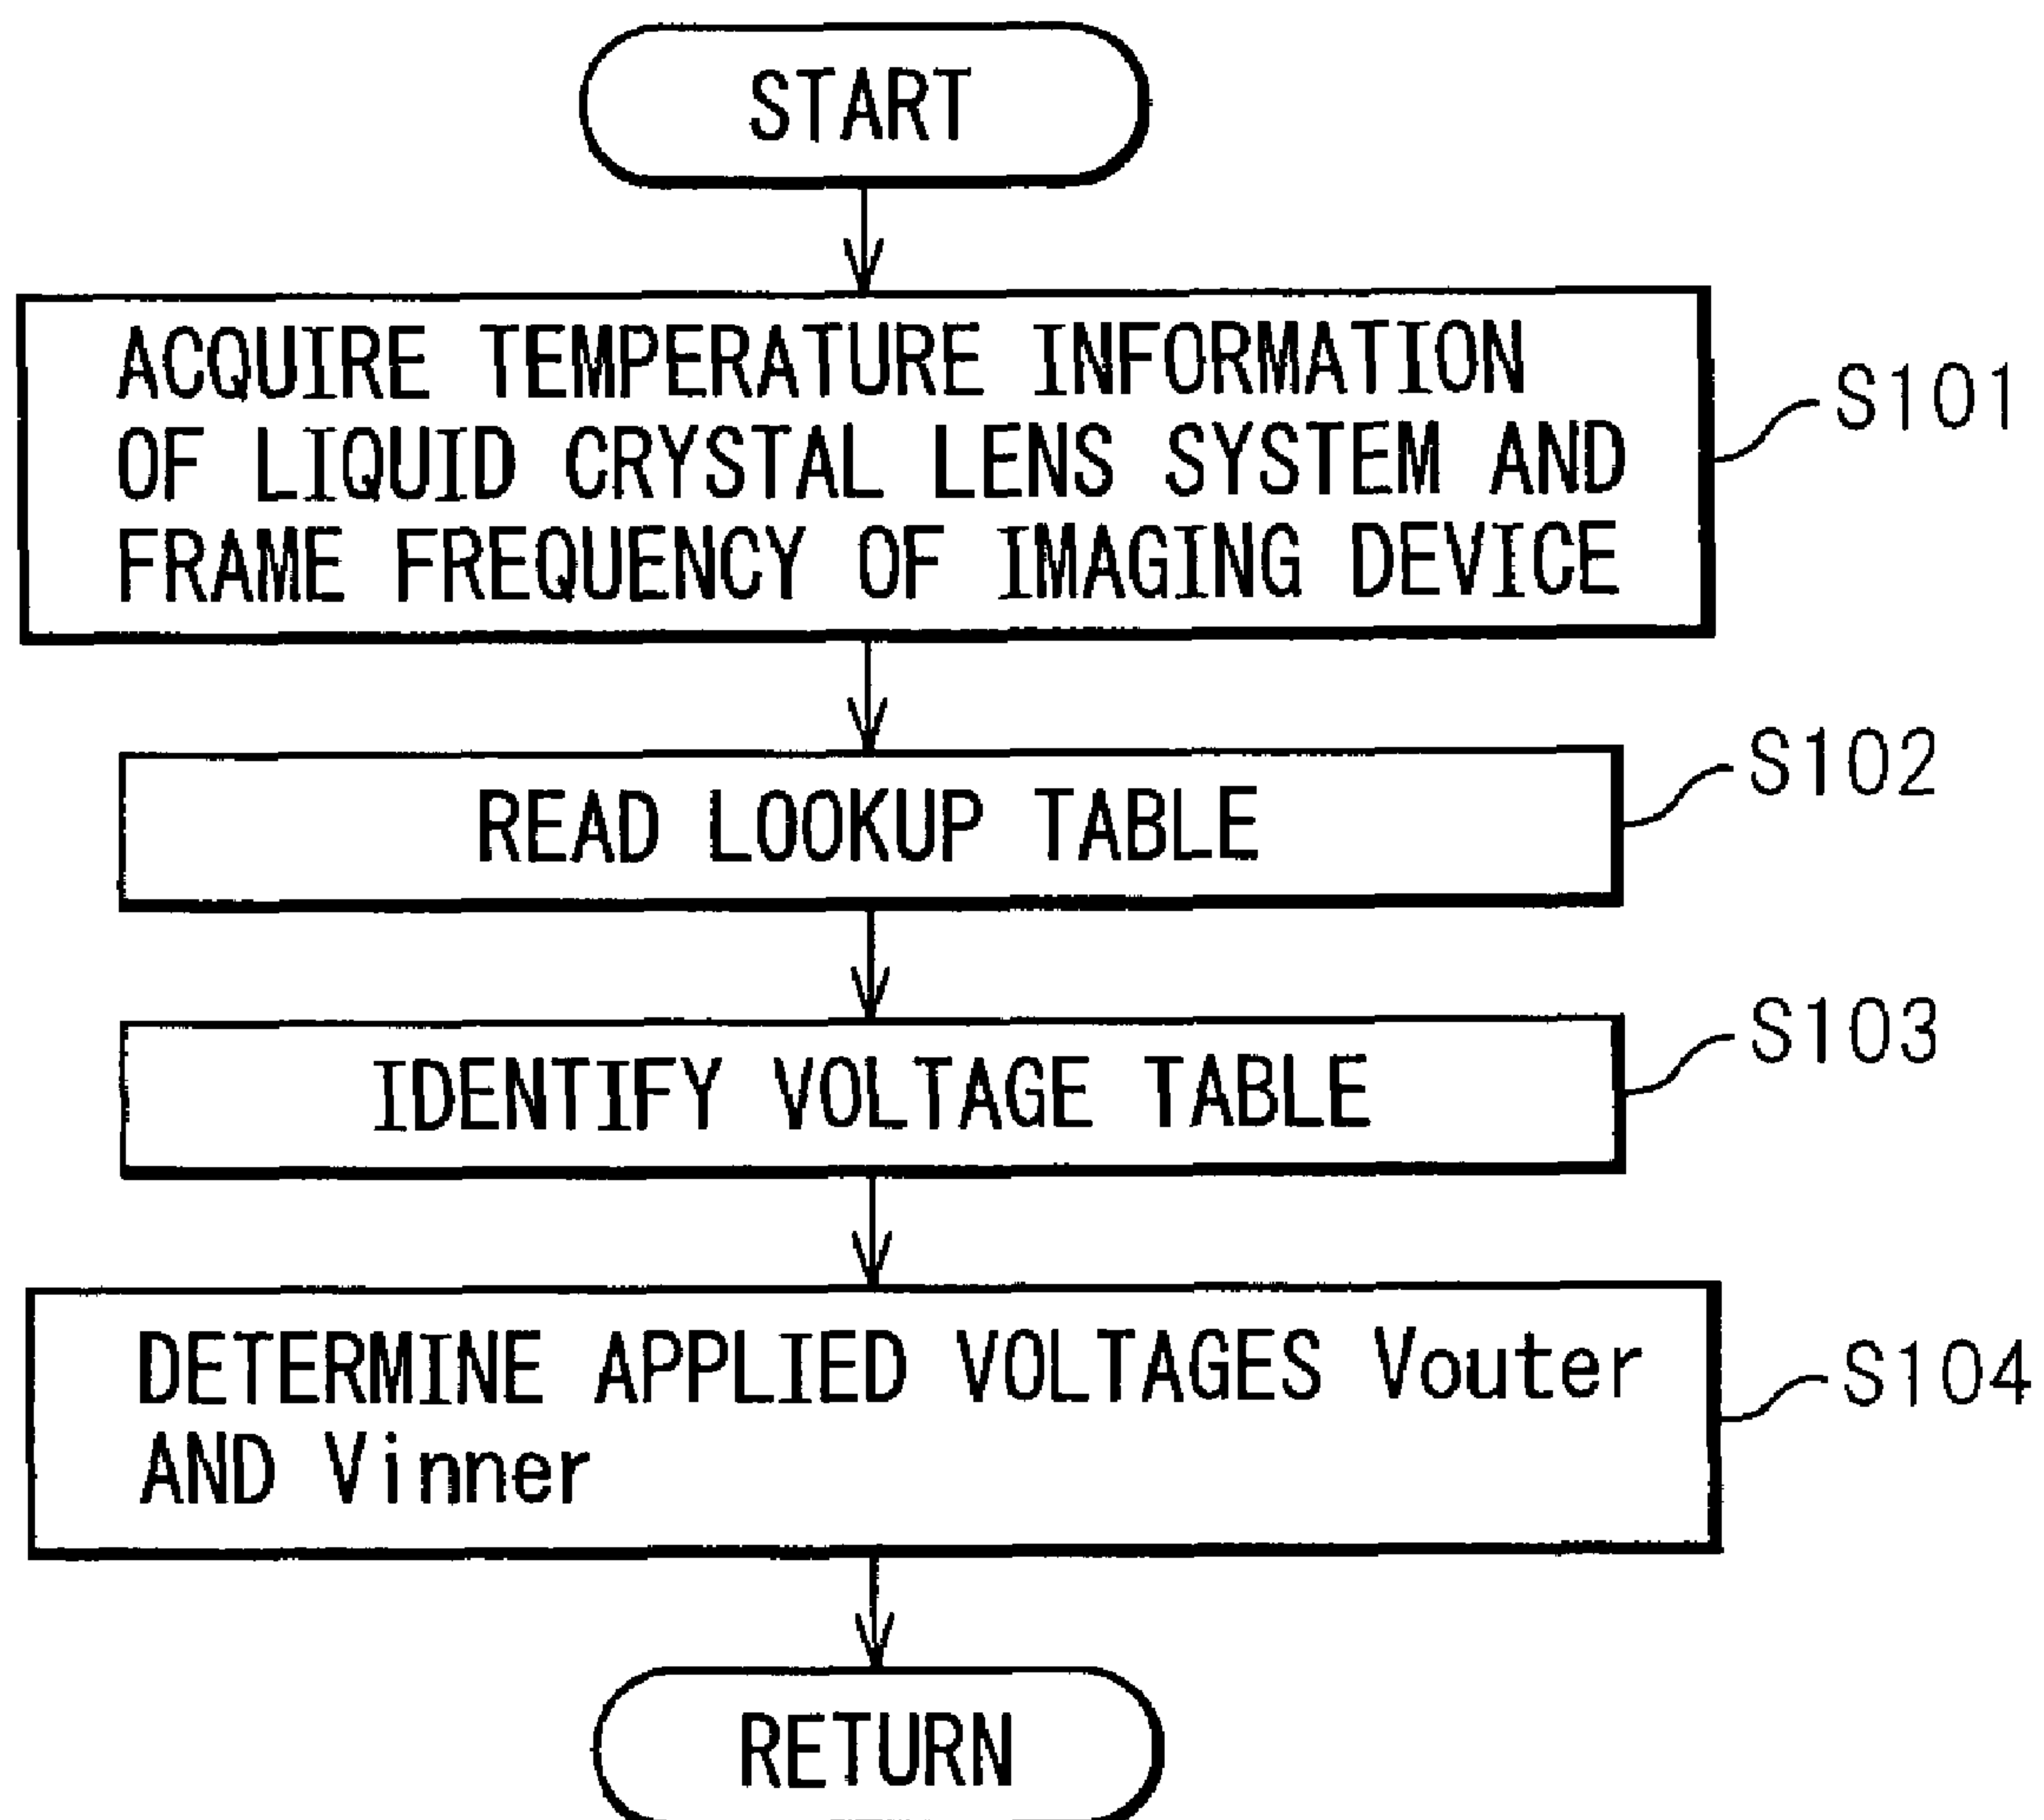 START
ACQUIRE TEMPERATURE INFORMATION
OF LIQUID CRYSTAL LENS SYSTEM AND
FRAME FREQUENCY OF IMAGING DEVICE
S101
READ LOOKUP TABLE
S102
IDENTIFY VOLTAGE TABLE
S103
DETERMINE APPLIED VOLTAGES Vouter
AND Vinner
S104
RETURN